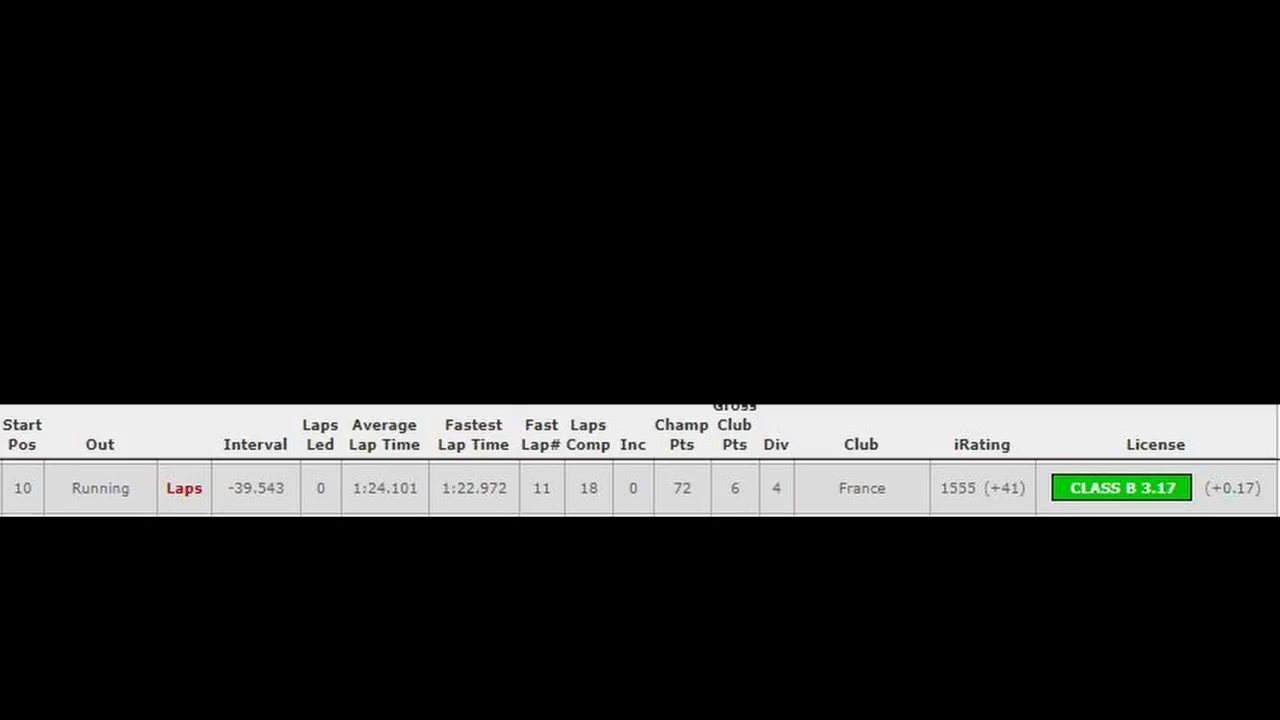 Gross
Start Laps Average Fastest Fast Laps Champ Club
Pos Out Interval Led Lap Time Lap Time Lap# Comp Inc Pts Pts Div Club iRating License
10 Running Laps -39.543 0 1:24.101 1:22.972 11 18 0 72 6 4 France 1555 (+41) CLASS B 3.17 (+0.17)